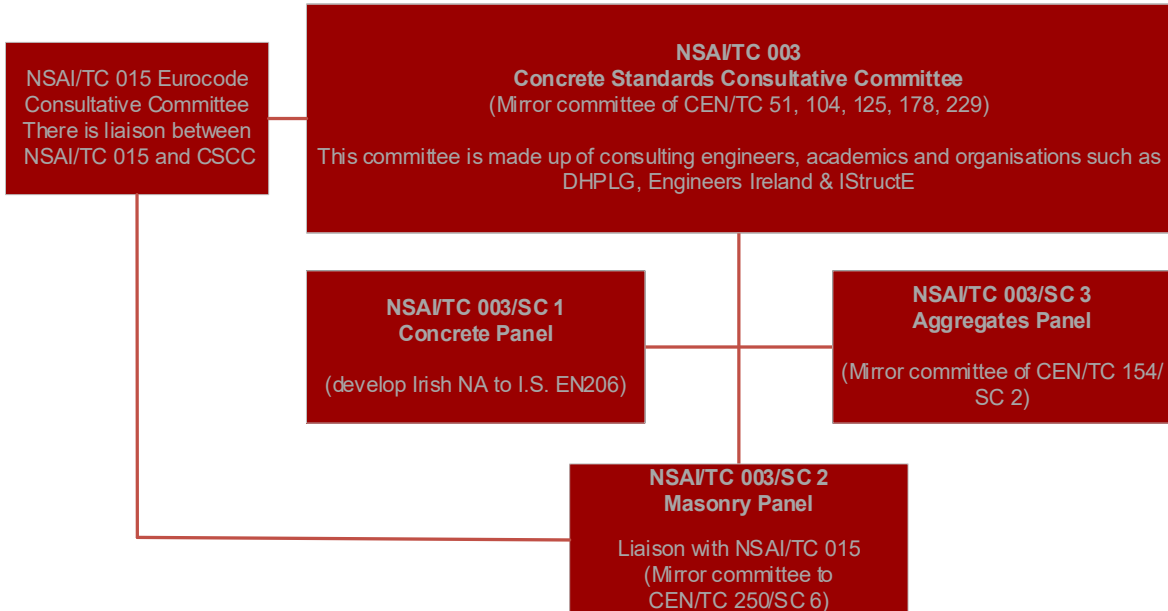 NSAI/TC 015 Eurocode
Consultative Committee
There is liaison between
NSAI/TC 015 and CSCC
NSAI/TC 003
Concrete Standards Consultative Committee
(Mirror committee of CEN/TC 51, 104, 125, 178, 229)
This committee is made up of consulting engineers, academics and organisations such as
DHPLG, Engineers Ireland & IStructE
NSAI/TC 003/SC 1
Concrete Panel
(develop Irish NA to I.S. EN206)
NSAI/TC 003/SC 3
Aggregates Panel
(Mirror committee of CEN/TC 154/
SC 2)
NSAI/TC 003/SC 2
Masonry Panel
Liaison with NSAI/TC 015
(Mirror committee to
CEN/TC 250/SC 6)